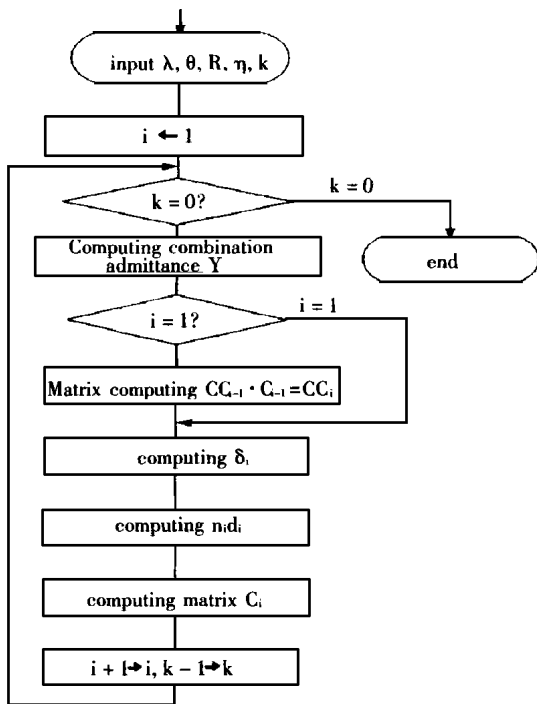 input λ, θ, R, η, k
i ← 1
k = 0?
k = 0
Computing combination
admittance Y
end
i = 1?
i = 1
Matrix computing CCᵢ₋₁ · Cᵢ₋₁ = CCᵢ
computing δᵢ
computing nᵢdᵢ
computing matrix Cᵢ
i + 1→i, k − 1→k